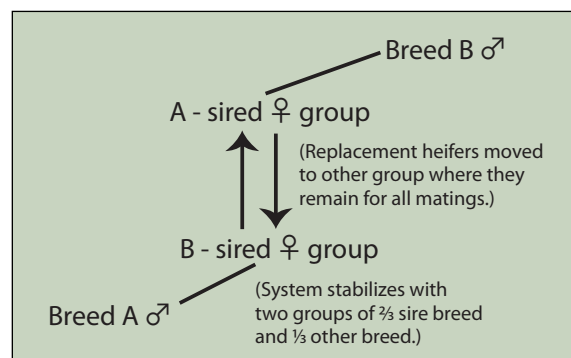 Breed B ♂
A - sired ♀ group
(Replacement heifers moved
to other group where they
remain for all matings.)
B - sired ♀ group
Breed A ♂
(System stabilizes with
two groups of ⅔ sire breed
and ⅓ other breed.)